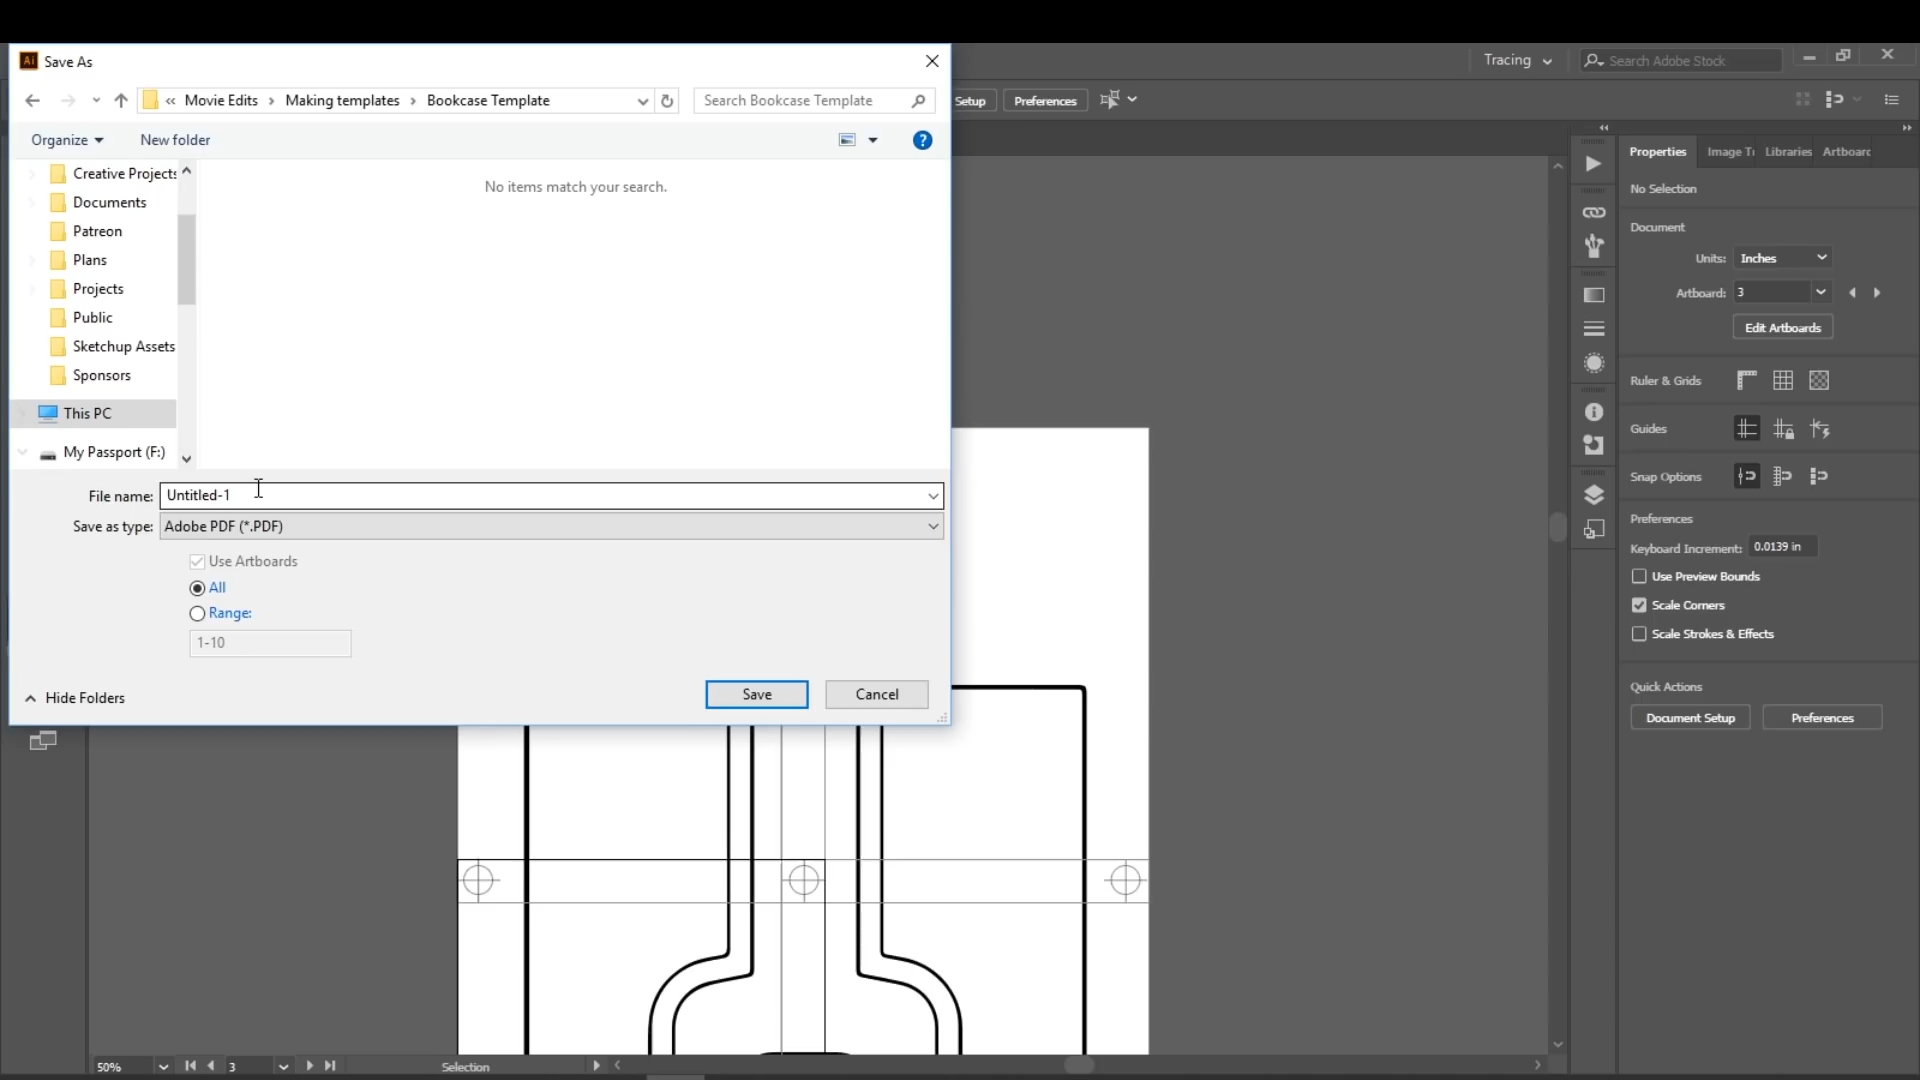 Ai Save As
« Movie Edits › Making templates › Bookcase Template
Search Bookcase Template
Organize
New folder
?
Creative Projects
Documents
Patreon
Plans
Projects
Public
Sketchup Assets
Sponsors
This PC
My Passport (F:)
No items match your search.
File name: Untitled-1
Save as type: Adobe PDF (*.PDF)
Use Artboards
All
Range:
1-10
Hide Folders
Save
Cancel
Tracing
Search Adobe Stock
Setup
Preferences
Properties
Image Tr
Libraries
Artboard
No Selection
Document
Units: Inches
Artboard: 3
Edit Artboards
Ruler & Grids
Guides
Snap Options
Preferences
Keyboard Increment: 0.0139 in
Use Preview Bounds
Scale Corners
Scale Strokes & Effects
Quick Actions
Document Setup
Preferences
50%
3
Selection